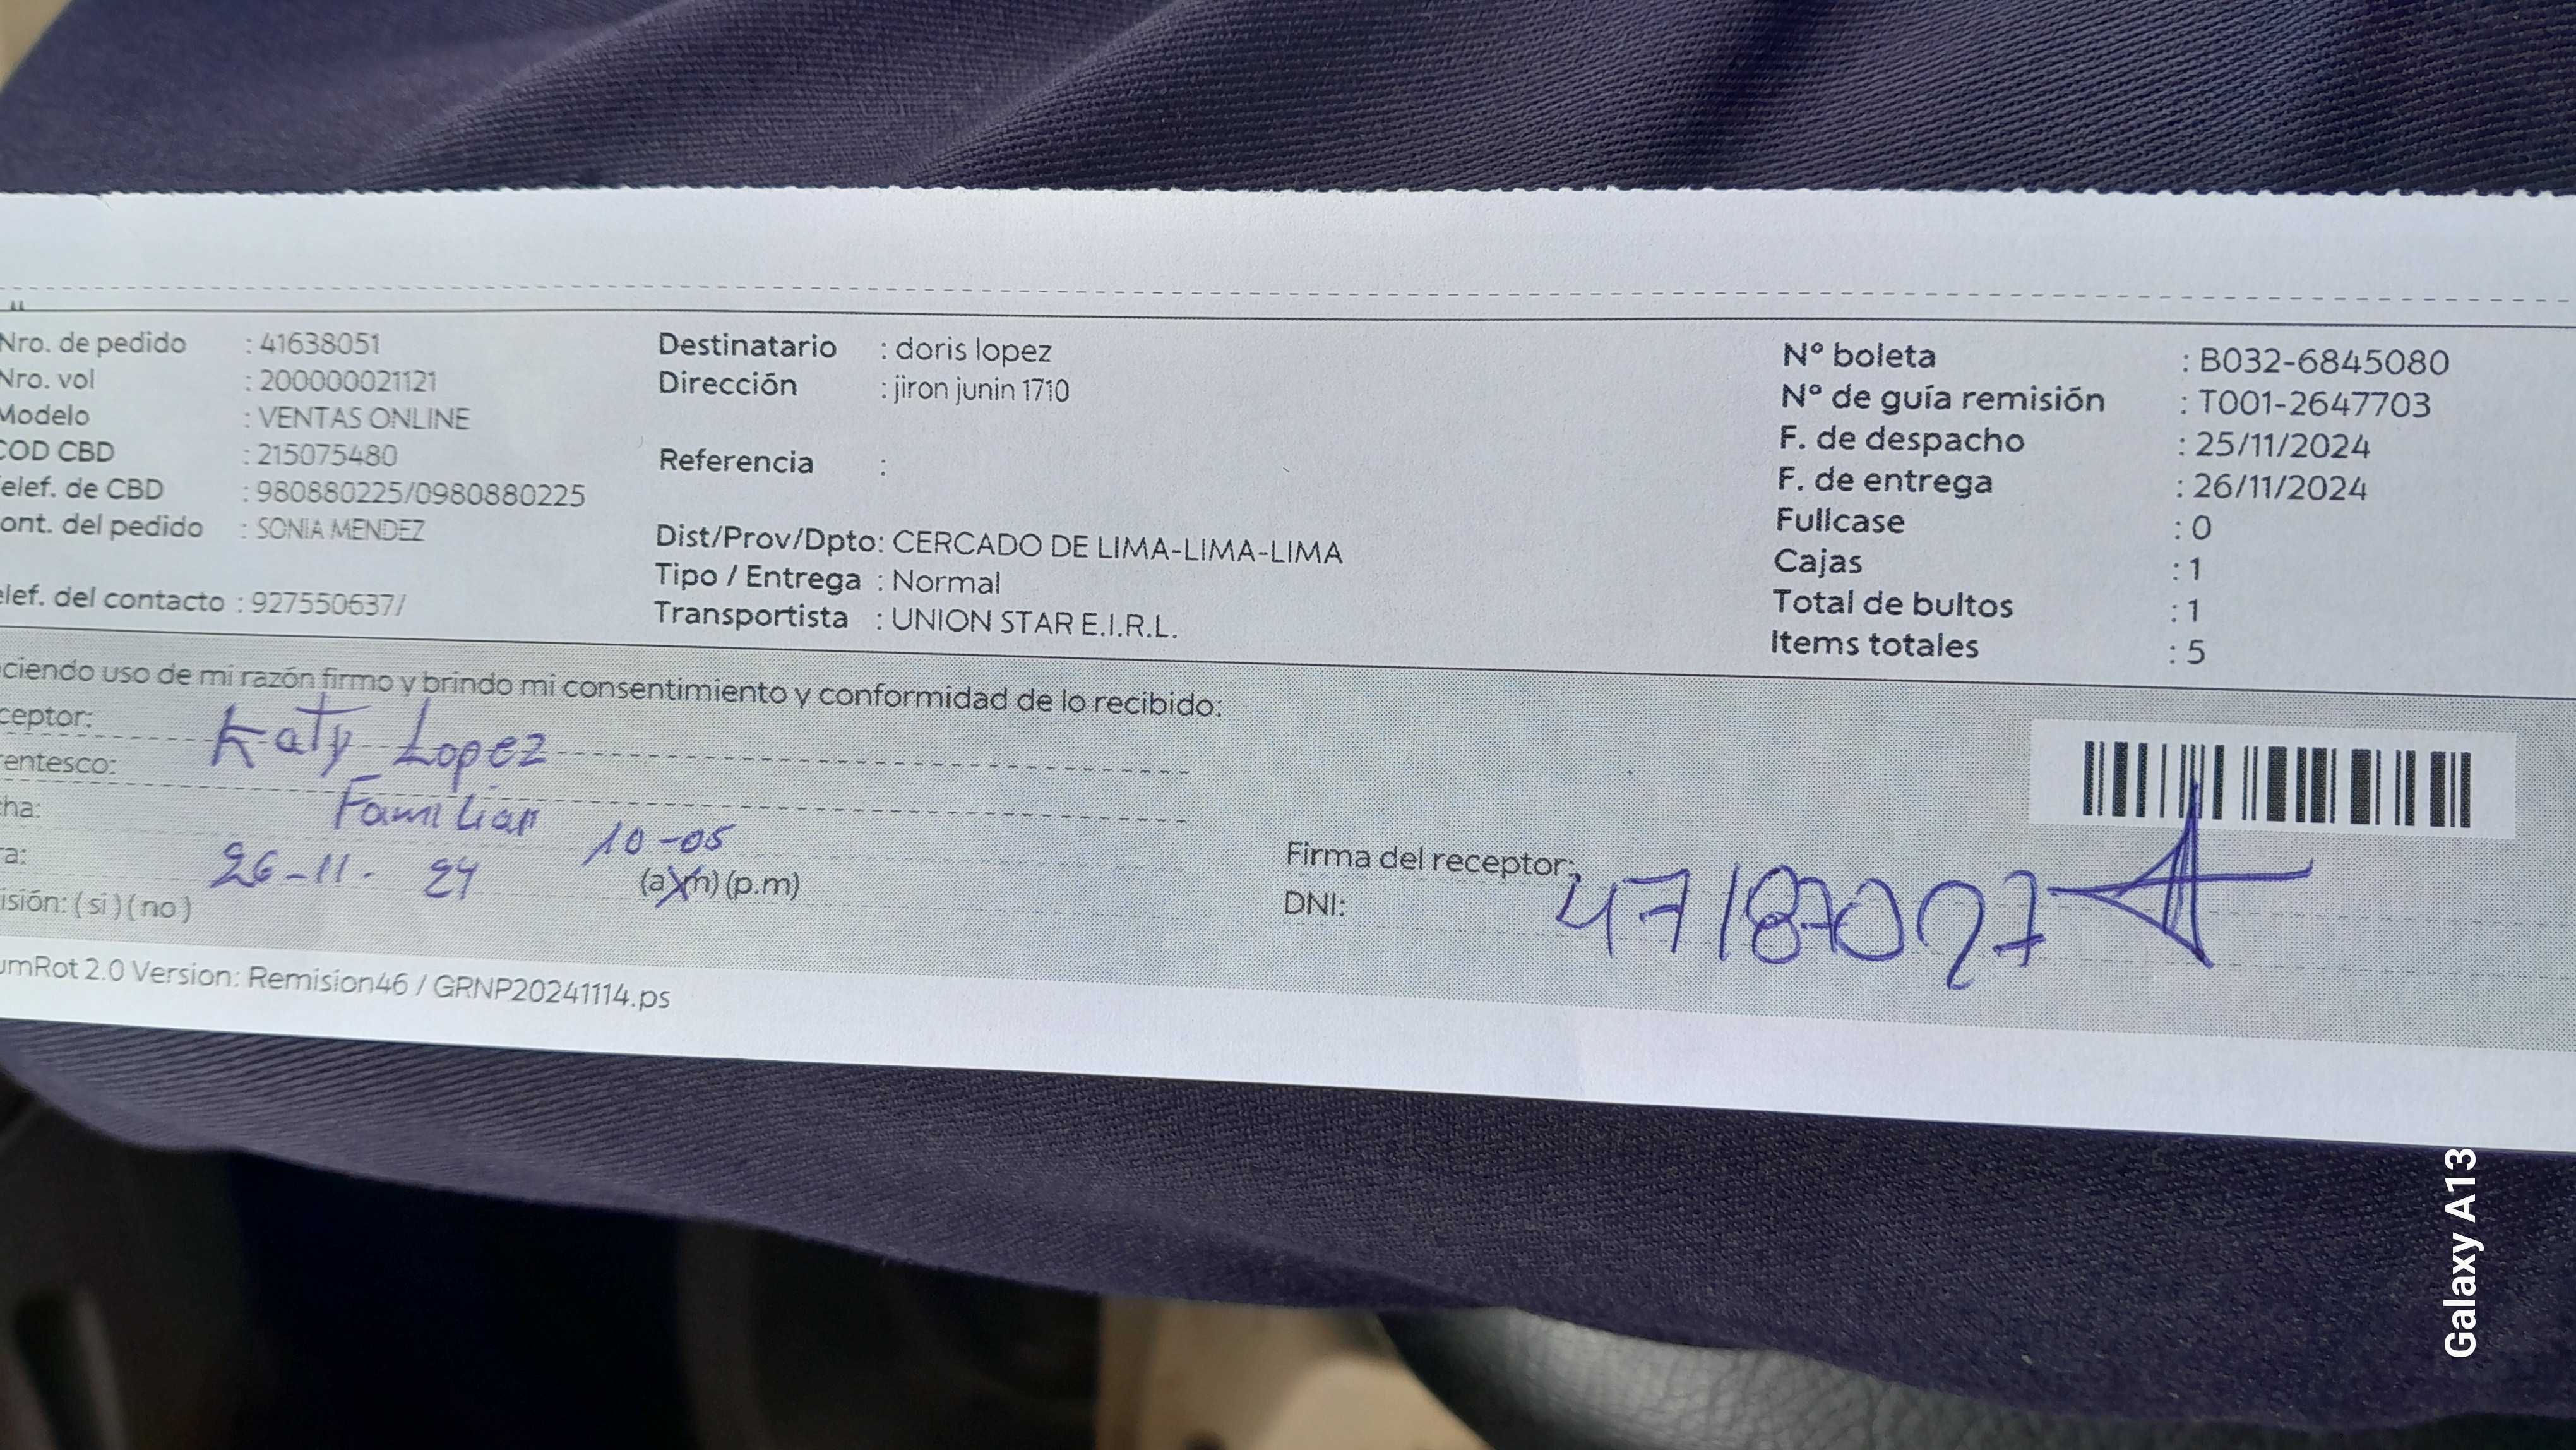 Nro. de pedido : 41638051
Nro. vol : 200000021121
Modelo : VENTAS ONLINE
COD CBD : 215075480
elef. de CBD : 980880225/0980880225
ont. del pedido : SONIA MENDEZ
elef. del contacto : 927550637/
Destinatario : doris lopez
Dirección : jiron junin 1710
Referencia :
Dist/Prov/Dpto: CERCADO DE LIMA-LIMA-LIMA
Tipo / Entrega : Normal
Transportista : UNION STAR E.I.R.L.
Nº boleta : B032-6845080
Nº de guía remisión : T001-2647703
F. de despacho : 25/11/2024
F. de entrega : 26/11/2024
Fullcase : 0
Cajas : 1
Total de bultos : 1
Items totales : 5
ciendo uso de mi razón firmo y brindo mi consentimiento y conformidad de lo recibido:
ceptor: Katy Lopez
entesco: Familiar
cha: 26-11. 24
a: 10-05 (a.m) (p.m)
isión: (si) (no)
Firma del receptor:
DNI: 47187027
umRot 2.0 Version: Remision46 / GRNP20241114.ps
Galaxy A13